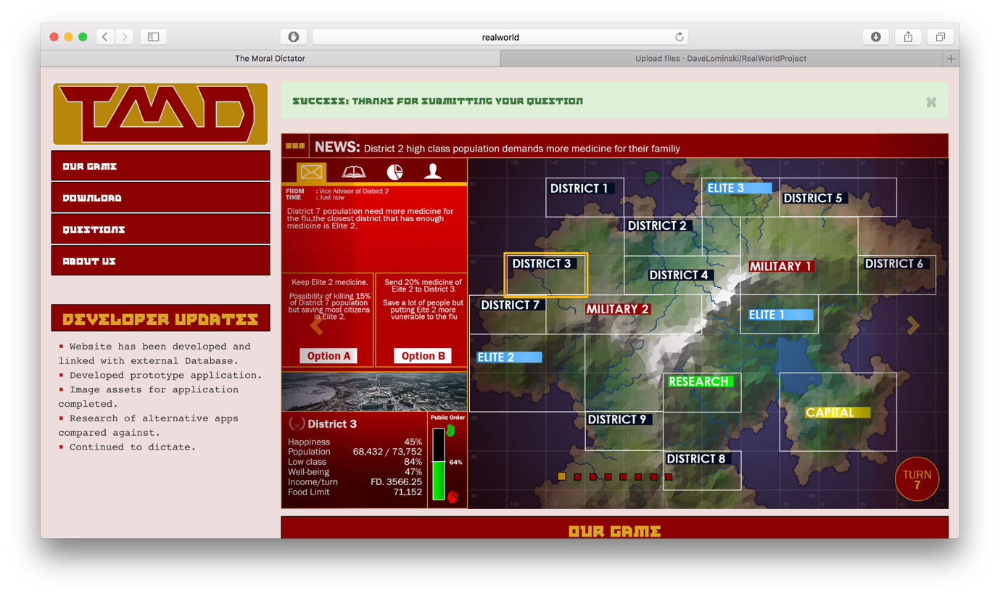 realworld
The Moral Dictator
Upload files · DaveLominski/RealWorldProject
TMD
OUR GAME
DOWNLOAD
QUESTIONS
ABOUT US
DEVELOPER UPDATES
Website has been developed and
linked with external Database.
Developed prototype application.
Image assets for application
completed.
Research of alternative apps
compared against.
Continued to dictate.
SUCCESS: THANKS FOR SUBMITTING YOUR QUESTION
X
NEWS: District 2 high class population demands more medicine for their familiy
FROM : Vice Advisor of District 2
TIME : Just now
District 7 population need more medicine for
the flu,the closest district that has enough
medicine is Elite 2.
Keep Elite 2 medicine.
Possibility of killing 15%
of District 7 population
but saving most citizens
in Elite 2.
Option A
Send 20% medicine of
Elite 2 to District 3.
Save a lot of people but
putting Eite 2 more
vunerable to the flu
Option B
District 3
Happiness 45%
Population 68,432 / 73,752
Low class 84%
Well-being 47%
Income/turn FD. 3566.25
Food Limit 71,152
Public Order
64%
DISTRICT 1
ELITE 3
DISTRICT 5
DISTRICT 2
DISTRICT 3
DISTRICT 4
MILITARY 1
DISTRICT 6
DISTRICT 7
MILITARY 2
ELITE 1
ELITE 2
RESEARCH
CAPITAL
DISTRICT 9
DISTRICT 8
TURN
7
OUR GAME